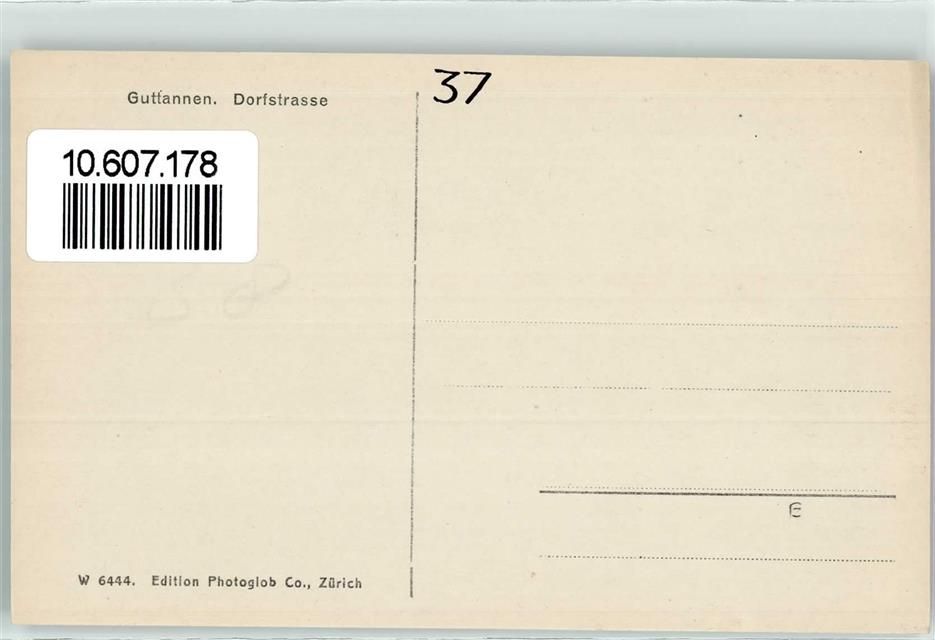 Guttannen. Dorfstrasse
37
10.607.178
W 6444. Edition Photoglob Co., Zürich